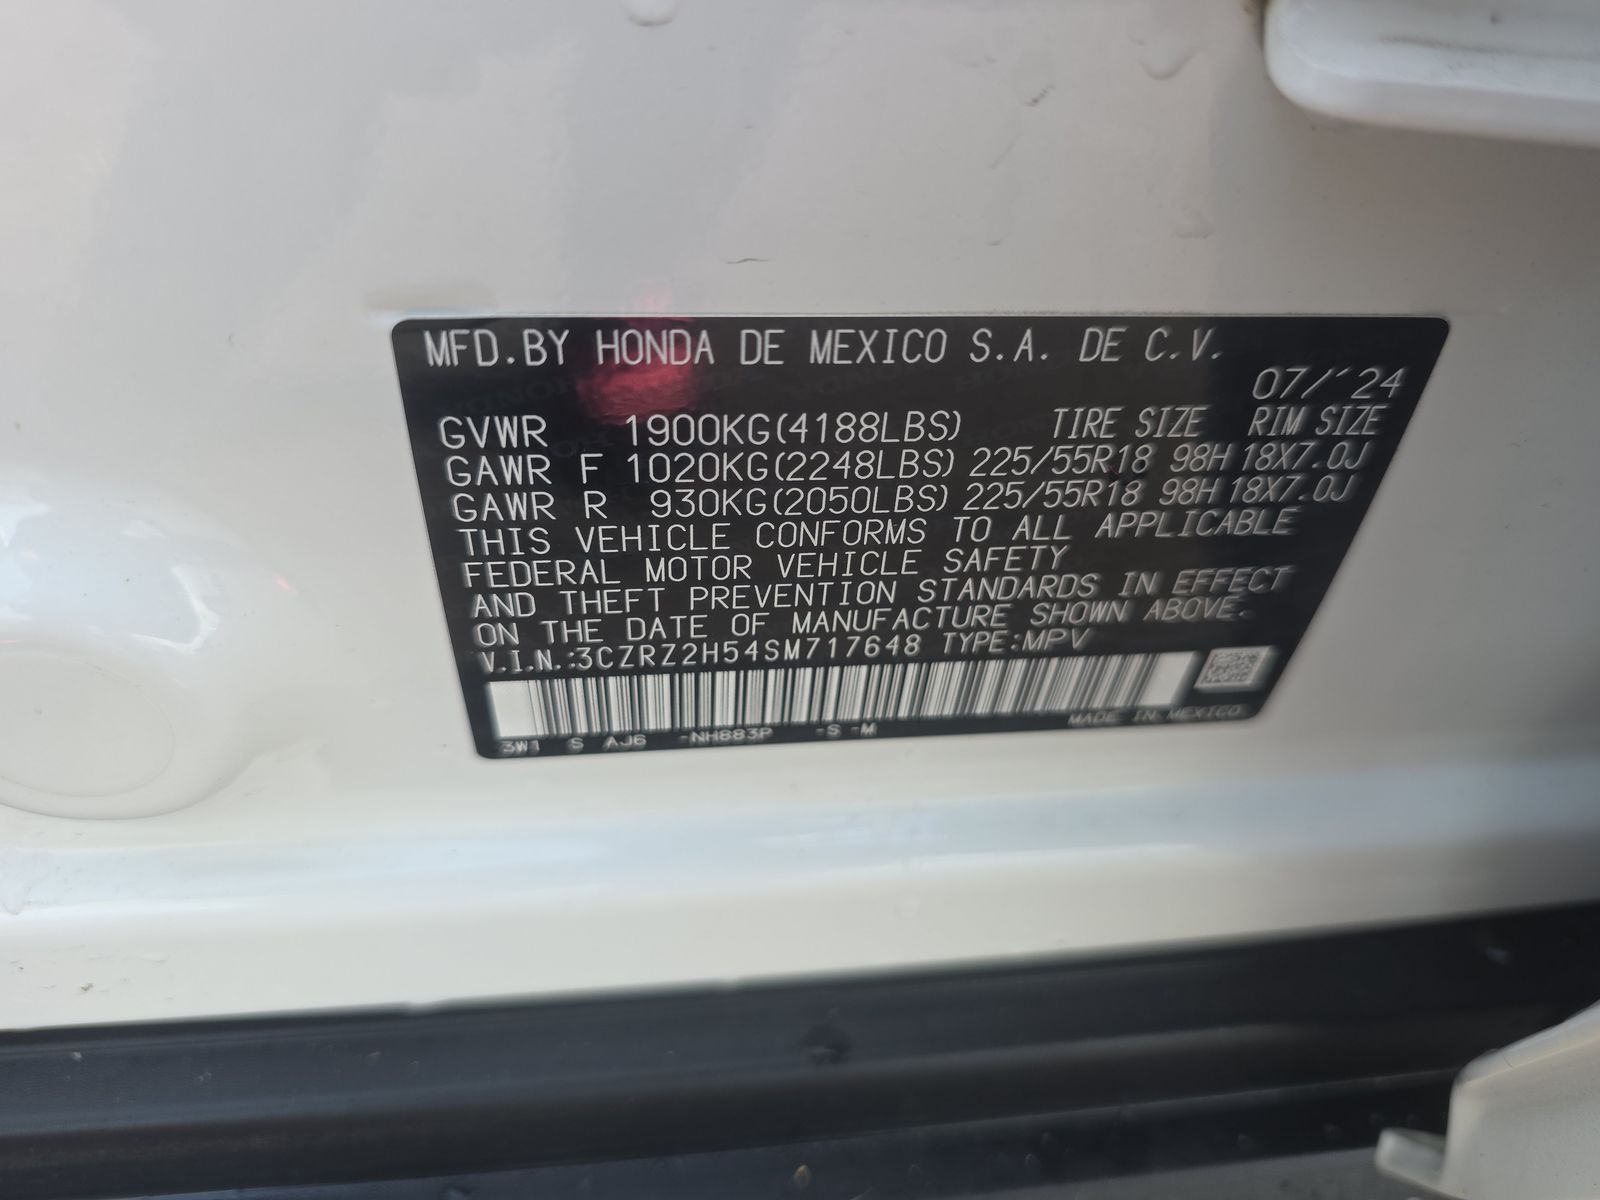 MFD.BY HONDA DE MEXICO S.A. DE C.V.
07/'24
GVWR 1900KG(4188LBS) TIRE SIZE RIM SIZE
GAWR F 1020KG(2248LBS) 225/55R18 98H 18X7.0J
GAWR R 930KG(2050LBS) 225/55R18 98H 18X7.0J
THIS VEHICLE CONFORMS TO ALL APPLICABLE
FEDERAL MOTOR VEHICLE SAFETY
AND THEFT PREVENTION STANDARDS IN EFFECT
ON THE DATE OF MANUFACTURE SHOWN ABOVE.
V.I.N.:3CZRZ2H54SM717648 TYPE:MPV
MADE IN MEXICO
3W1 S AJ6 -NH883P -S -M